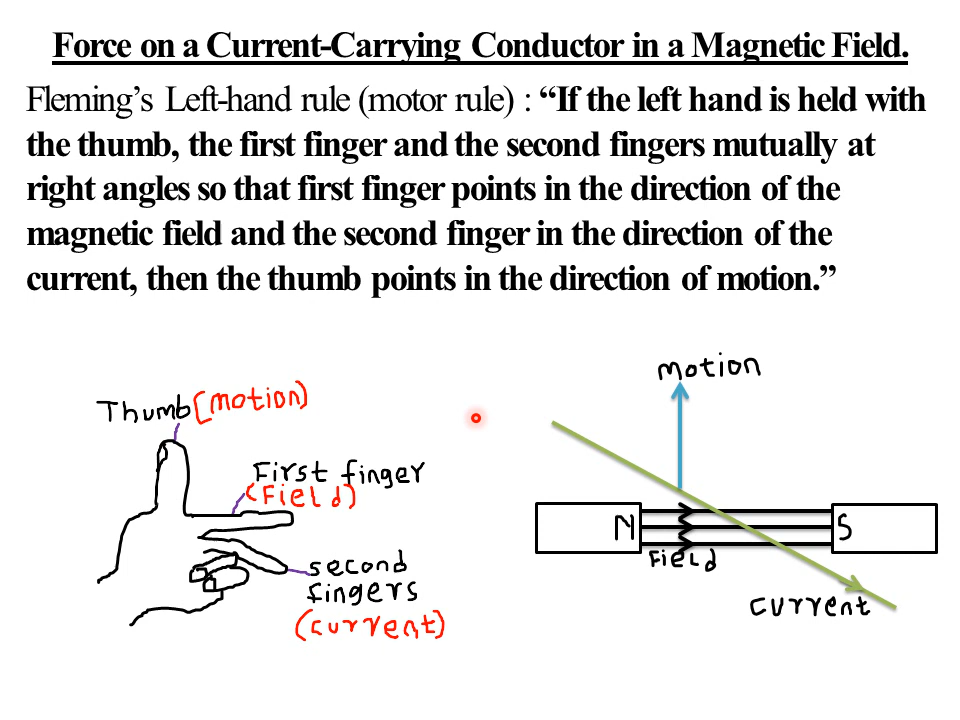 Force on a Current-Carrying Conductor in a Magnetic Field.
Fleming’s Left-hand rule (motor rule) : “If the left hand is held with
the thumb, the first finger and the second fingers mutually at
right angles so that first finger points in the direction of the
magnetic field and the second finger in the direction of the
current, then the thumb points in the direction of motion.”
Thumb (Motion)
First finger
(Field)
second
fingers
(current)
Motion
N
S
Field
current